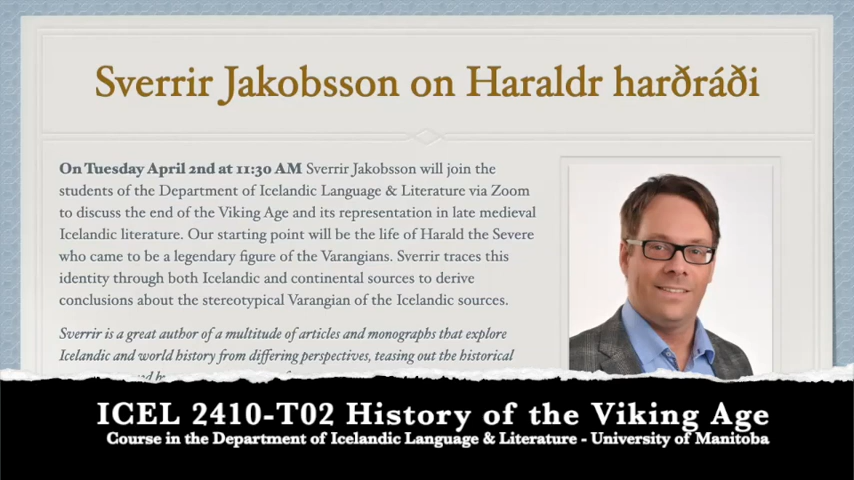 Sverrir Jakobsson on Haraldr harðráði
On Tuesday April 2nd at 11:30 AM Sverrir Jakobsson will join the
students of the Department of Icelandic Language & Literature via Zoom
to discuss the end of the Viking Age and its representation in late medieval
Icelandic literature. Our starting point will be the life of Harald the Severe
who came to be a legendary figure of the Varangians. Sverrir traces this
identity through both Icelandic and continental sources to derive
conclusions about the stereotypical Varangian of the Icelandic sources.
Sverrir is a great author of a multitude of articles and monographs that explore
Icelandic and world history from differing perspectives, teasing out the historical
ICEL 2410-T02 History of the Viking Age
Course in the Department of Icelandic Language & Literature - University of Manitoba